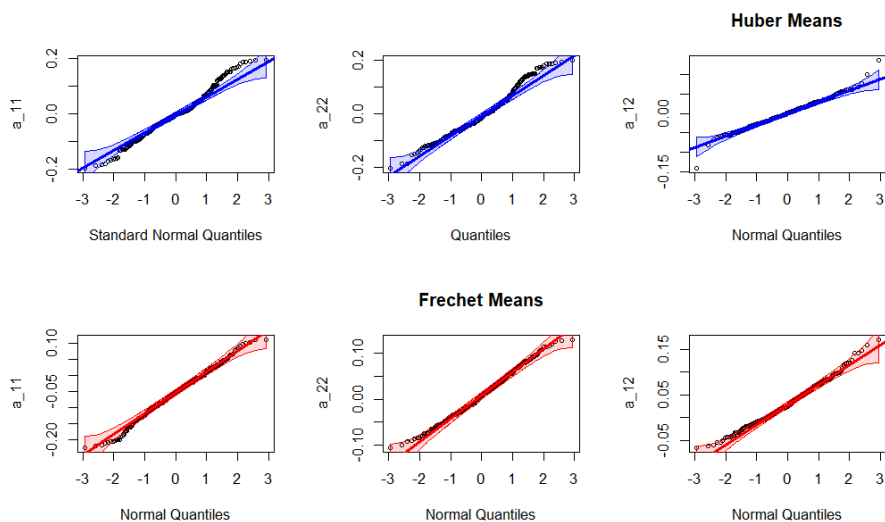 Huber Means
a_11
-0.2 0.0 0.2
-3 -2 -1 0 1 2 3
Standard Normal Quantiles
a_22
-0.2 0.0 0.2
-3 -2 -1 0 1 2 3
Quantiles
a_12
-0.15 0.00
-3 -2 -1 0 1 2 3
Normal Quantiles
Frechet Means
a_11
-0.20 -0.05 0.10
-3 -2 -1 0 1 2 3
Normal Quantiles
a_22
-0.10 0.00 0.10
-3 -2 -1 0 1 2 3
Normal Quantiles
a_12
-0.05 0.05 0.15
-3 -2 -1 0 1 2 3
Normal Quantiles